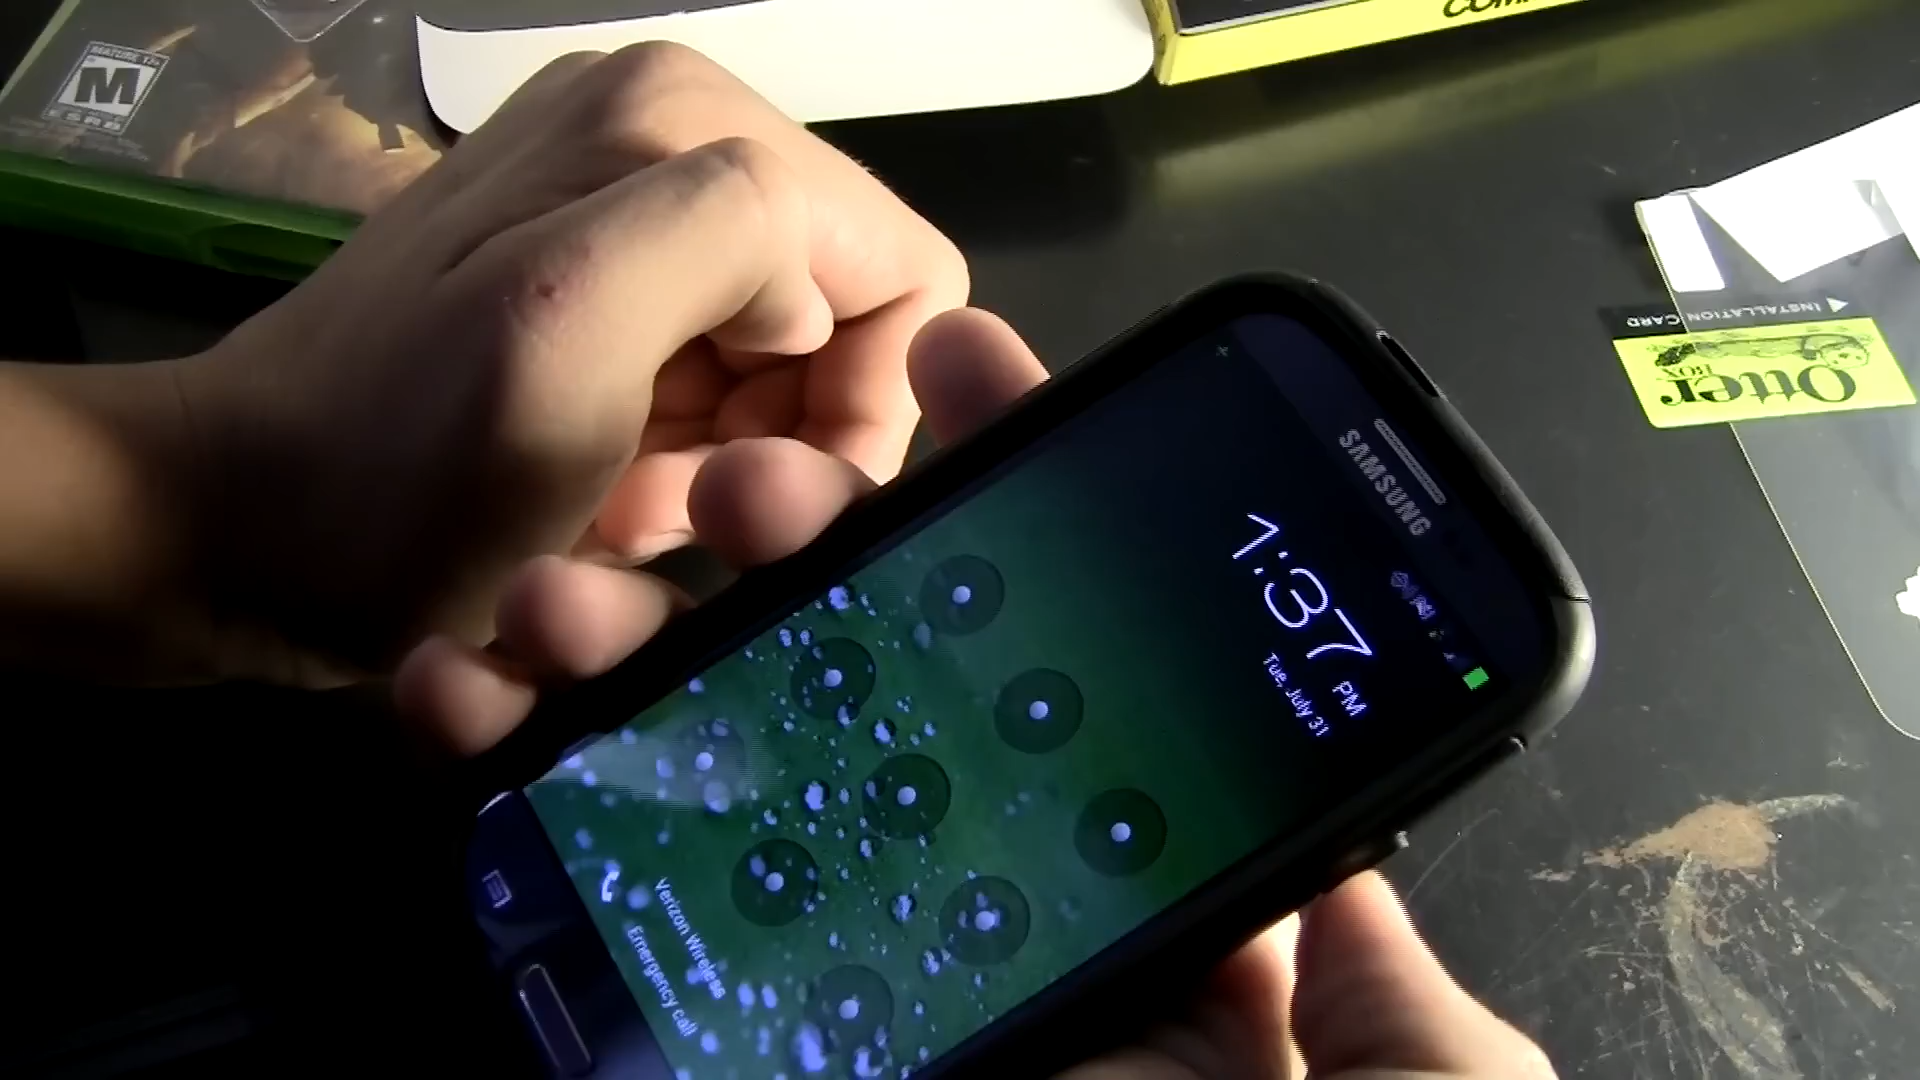 MATURE 17+
M
ESRB
INSTALLATION CARD
Otter
BOX
SAMSUNG
1:37 PM
Tue, July 31
Verizon Wireless
Emergency call